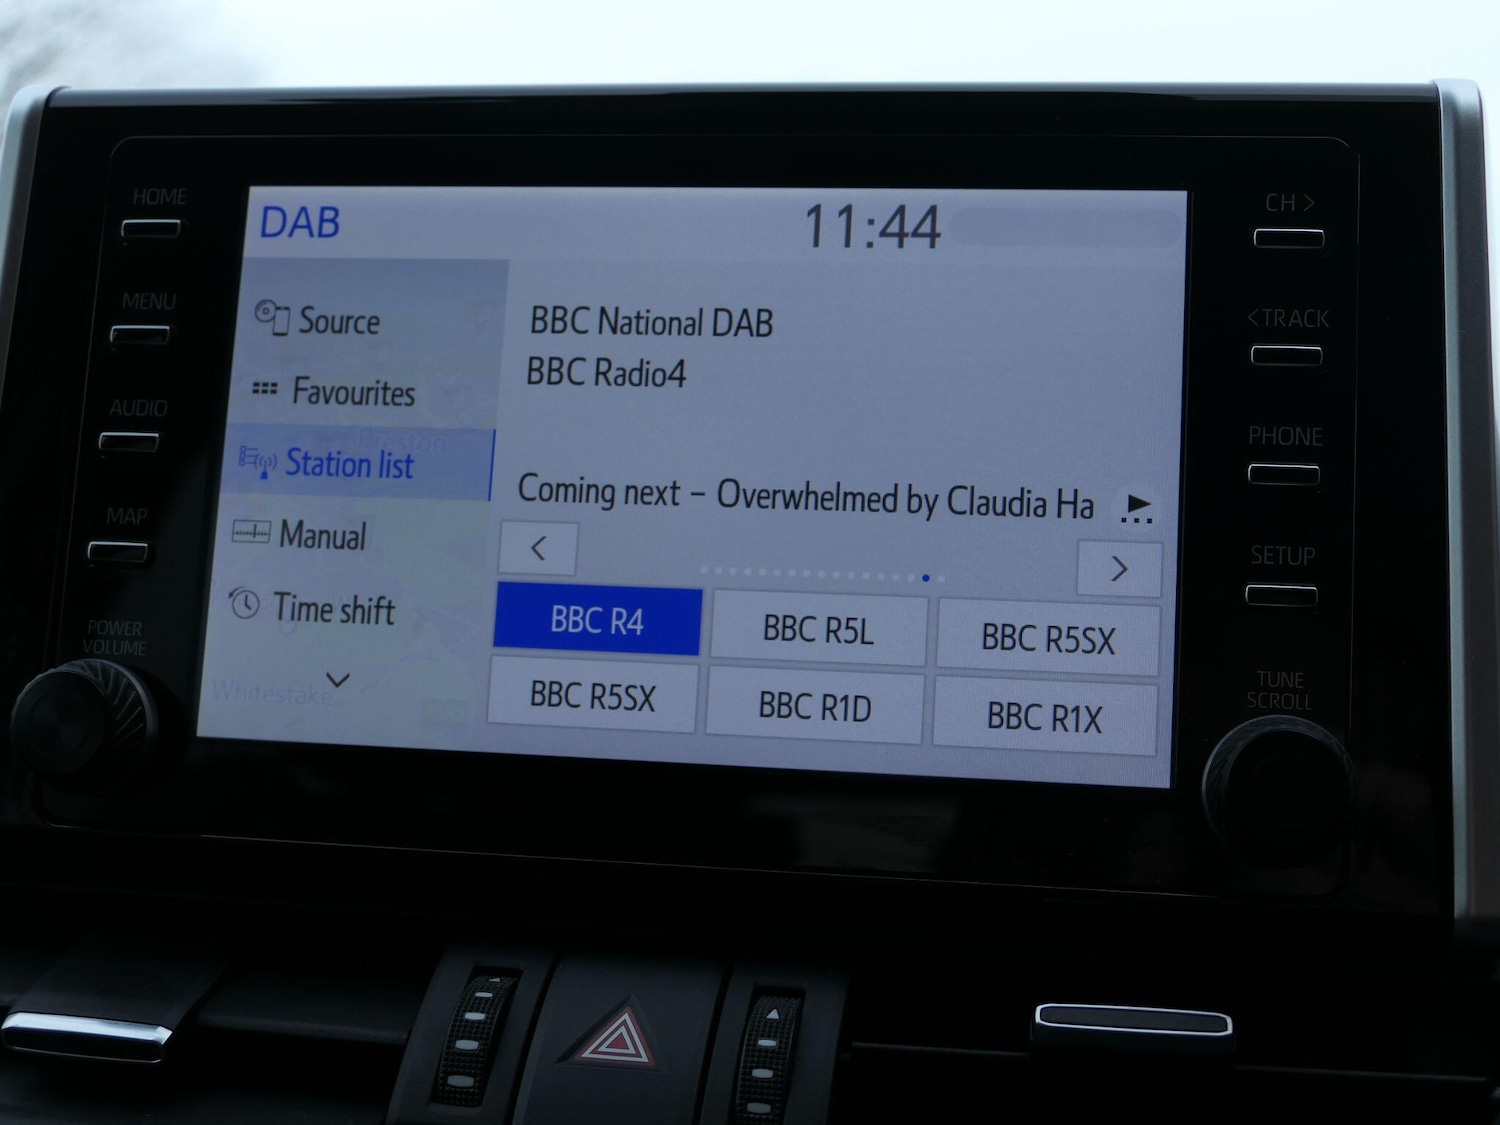 HOME
MENU
AUDIO
MAP
POWER
VOLUME
DAB
11:44
Source
Favourites
Preston
Station list
Manual
Time shift
Whitestake
BBC National DAB
BBC Radio4
Coming next – Overwhelmed by Claudia Ha
BBC R4
BBC R5L
BBC R5SX
BBC R5SX
BBC R1D
BBC R1X
CH >
<TRACK
PHONE
SETUP
TUNE
SCROLL